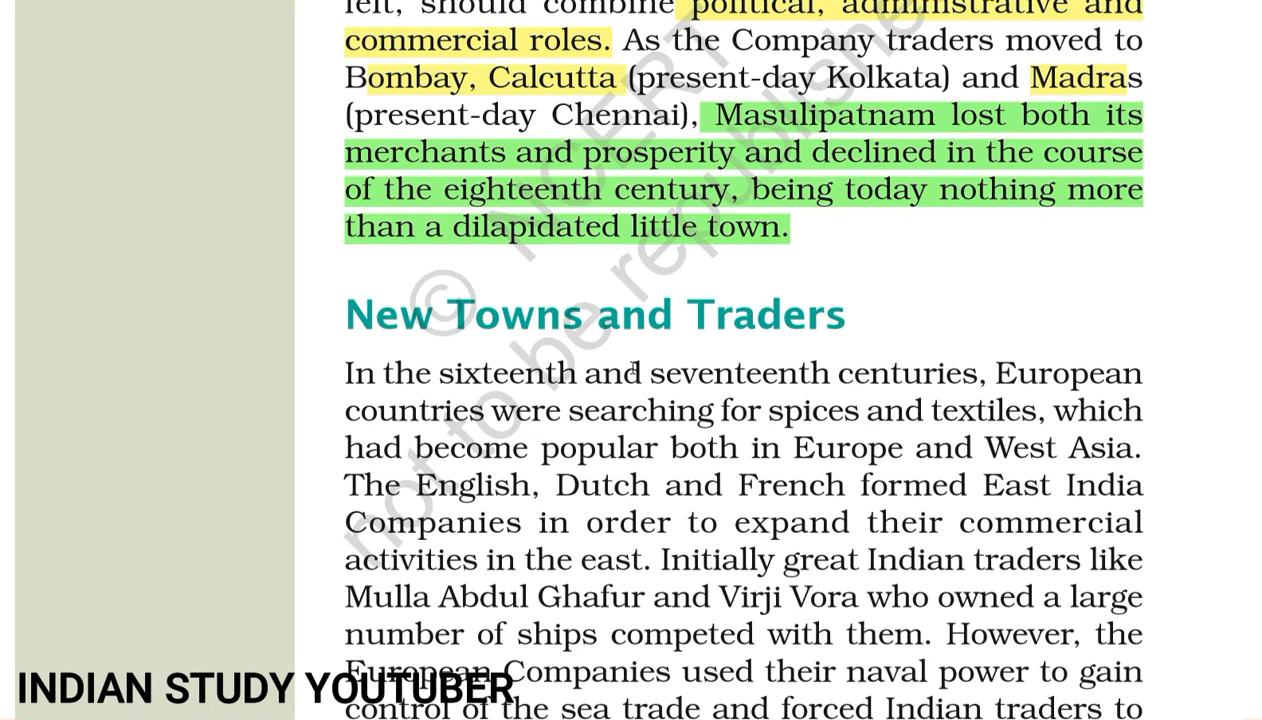 left, should combine political, administrative and
commercial roles. As the Company traders moved to
Bombay, Calcutta (present-day Kolkata) and Madras
(present-day Chennai), Masulipatnam lost both its
merchants and prosperity and declined in the course
of the eighteenth century, being today nothing more
than a dilapidated little town.
© NCERT
not to be republished
New Towns and Traders
In the sixteenth and seventeenth centuries, European
countries were searching for spices and textiles, which
had become popular both in Europe and West Asia.
The English, Dutch and French formed East India
Companies in order to expand their commercial
activities in the east. Initially great Indian traders like
Mulla Abdul Ghafur and Virji Vora who owned a large
number of ships competed with them. However, the
European Companies used their naval power to gain
control of the sea trade and forced Indian traders to
INDIAN STUDY YOUTUBER